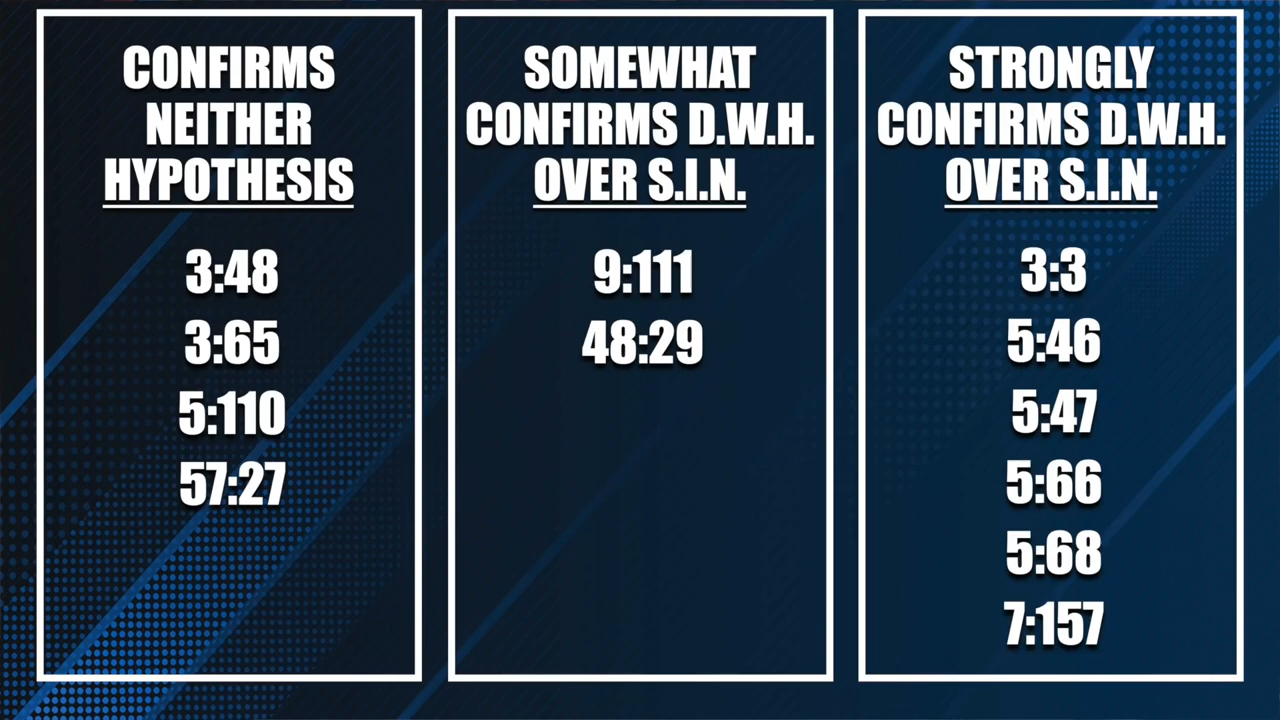 CONFIRMS
NEITHER
HYPOTHESIS
3:48
3:65
5:110
57:27
SOMEWHAT
CONFIRMS D.W.H.
OVER S.I.N.
9:111
48:29
STRONGLY
CONFIRMS D.W.H.
OVER S.I.N.
3:3
5:46
5:47
5:66
5:68
7:157